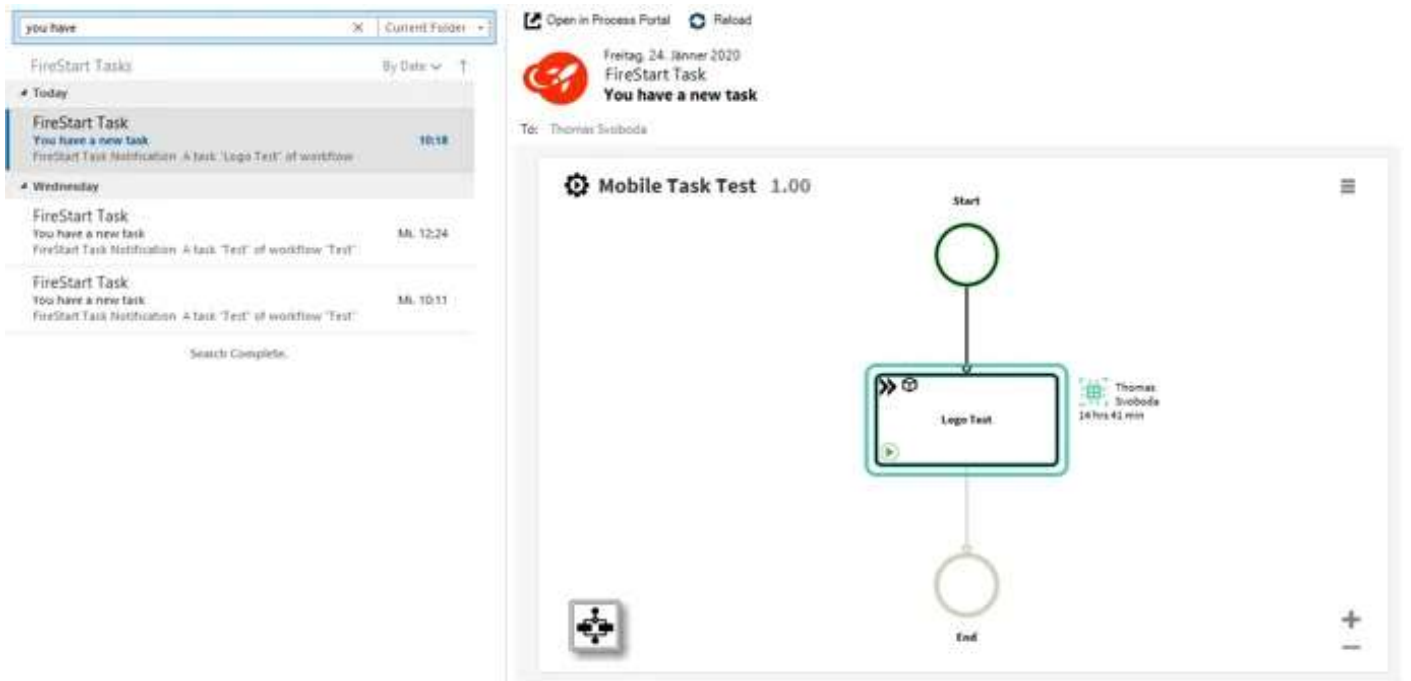 you have
Current Folder
FireStart Tasks
By Date
Today
FireStart Task
You have a new task
10:18
FireStart Task Notification A task 'Logo Test' of workflow
Wednesday
FireStart Task
You have a new task
Mi. 12:24
FireStart Task Notification A task 'Test' of workflow 'Test'
FireStart Task
You have a new task
Mi. 10:11
FireStart Task Notification A task 'Test' of workflow 'Test'
Search Complete.
Open in Process Portal Reload
Freitag, 24. Jänner 2020
FireStart Task
You have a new task
To: Thomas Svoboda
Mobile Task Test 1.00
Start
Logo Test
Thomas
Svoboda
14 hrs 41 min
End